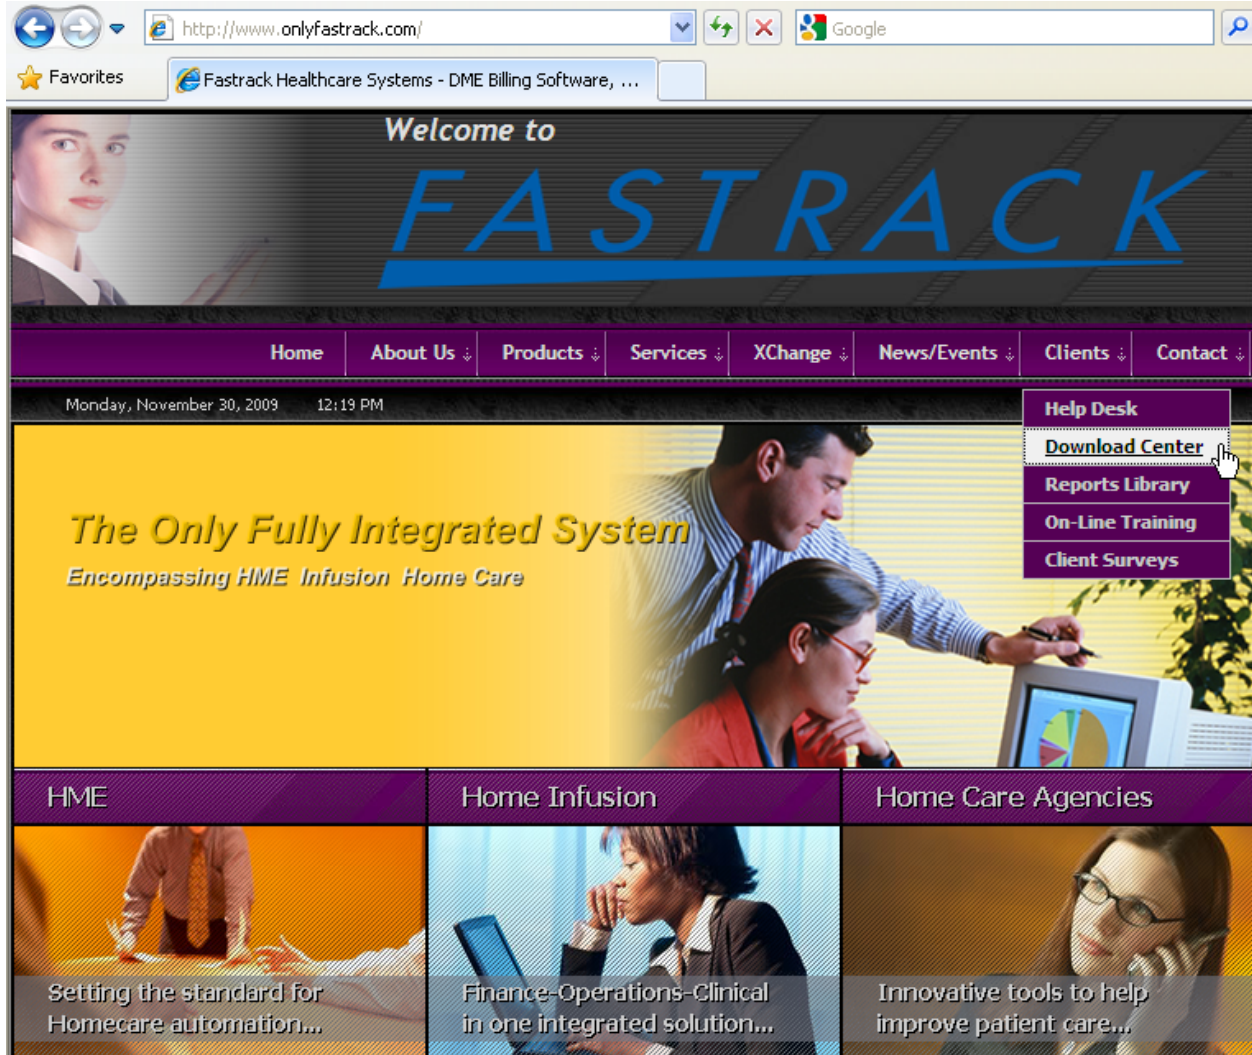 http://www.onlyfastrack.com/
Google
Favorites
Fastrack Healthcare Systems - DME Billing Software, ...
Welcome to
FASTRACK
Home About Us Products Services XChange News/Events Clients Contact
Monday, November 30, 2009 12:19 PM
Help Desk
Download Center
Reports Library
On-Line Training
Client Surveys
The Only Fully Integrated System
Encompassing HME Infusion Home Care
HME
Home Infusion
Home Care Agencies
Setting the standard for
Homecare automation...
Finance-Operations-Clinical
in one integrated solution...
Innovative tools to help
improve patient care...